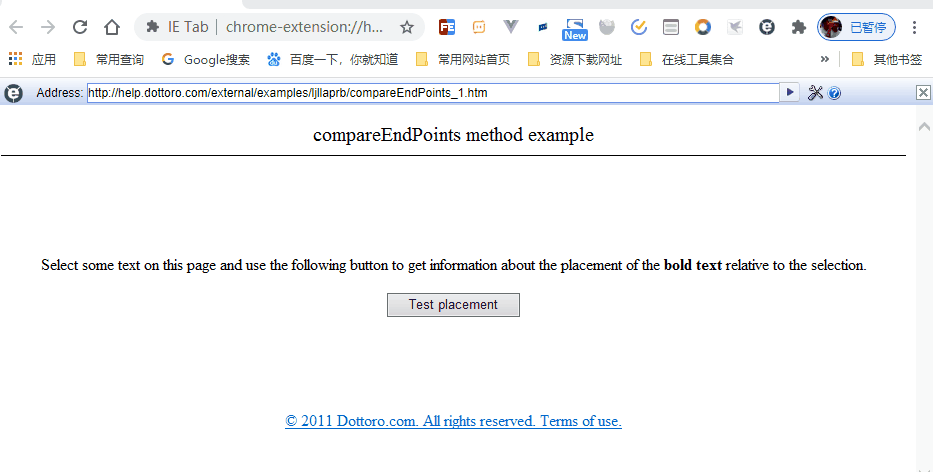 IE Tab | chrome-extension://h...
New
已暂停
应用 常用查询 Google搜索 百度一下，你就知道 常用网站首页 资源下载网址 在线工具集合 » 其他书签
Address: http://help.dottoro.com/external/examples/ljllaprb/compareEndPoints_1.htm
compareEndPoints method example
Select some text on this page and use the following button to get information about the placement of the bold text relative to the selection.
Test placement
© 2011 Dottoro.com. All rights reserved. Terms of use.